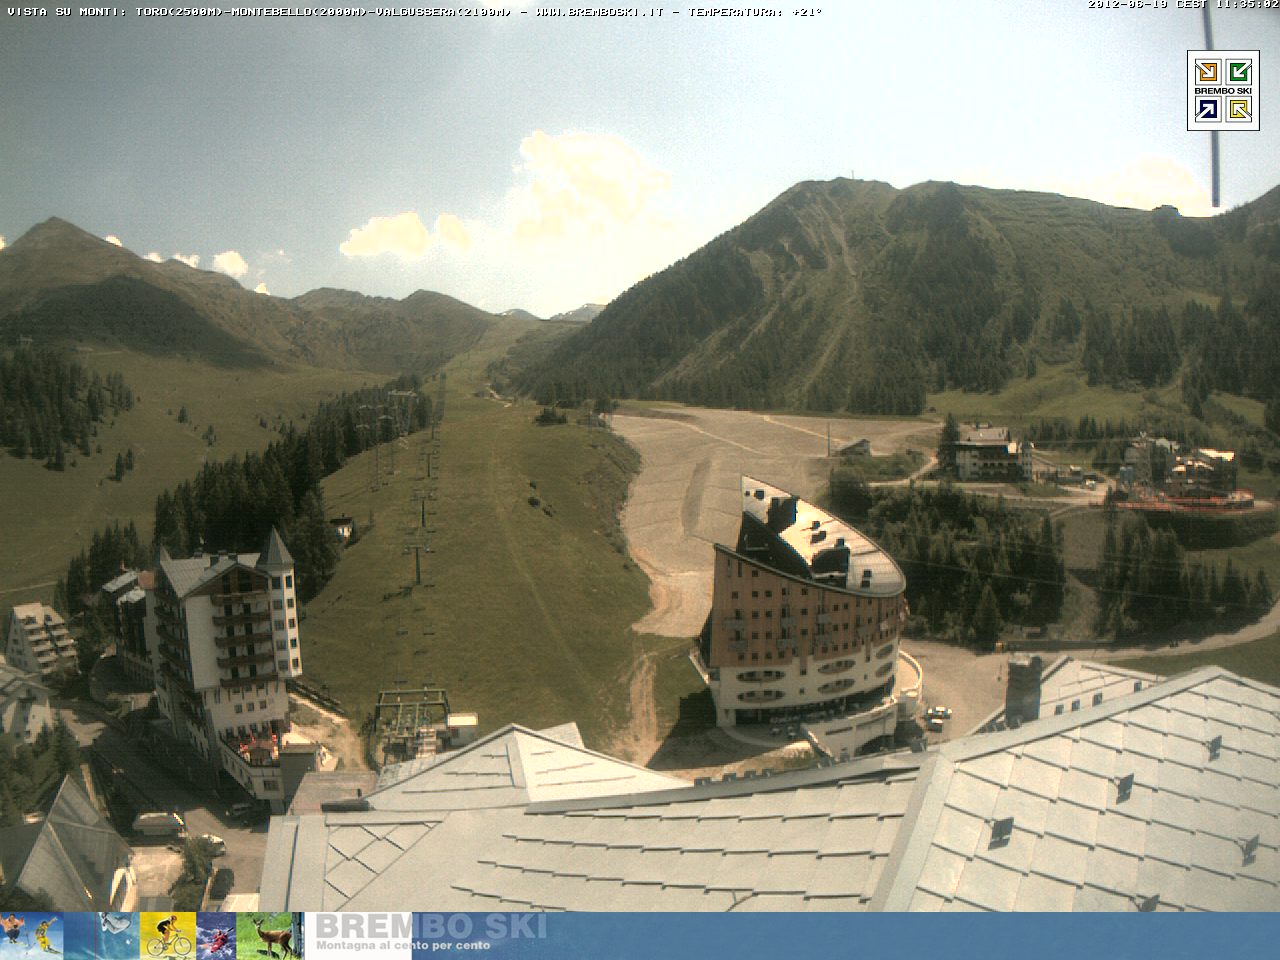 VISTA SU MONTI: TORO(2500M)-MONTEBELLO(2000M)-VALGUSSERA(2100M) - WWW.BREMBOSKI.IT - TEMPERATURA: +21°
2012-06-19 CEST 11:35:02
BREMBO SKI
BREMBO SKI
Montagna al cento per cento